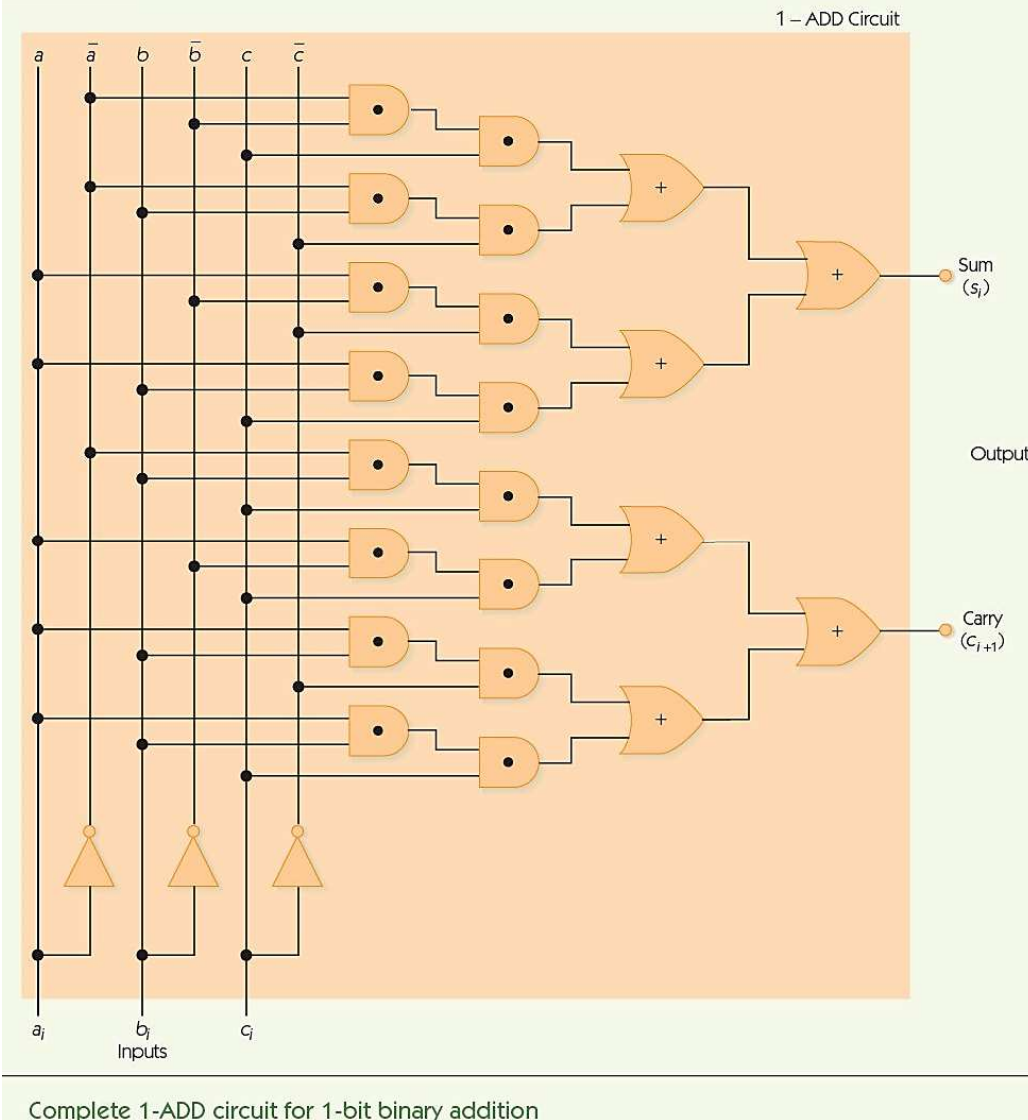 1 – ADD Circuit
a a̅ b b̅ c c̅
Sum
(sᵢ)
Output
Carry
(cᵢ₊₁)
aᵢ bᵢ cᵢ
Inputs
Complete 1-ADD circuit for 1-bit binary addition